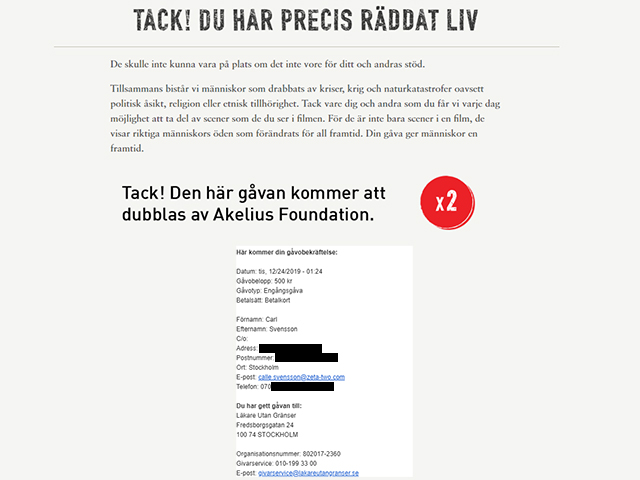 TACK! DU HAR PRECIS RÄDDAT LIV
De skulle inte kunna vara på plats om det inte vore för ditt och andras stöd.
Tillsammans bistår vi människor som drabbats av kriser, krig och naturkatastrofer oavsett
politisk åsikt, religion eller etnisk tillhörighet. Tack vare dig och andra som du får vi varje dag
möjlighet att ta del av scener som de du ser i filmen. För de är inte bara scener i en film, de
visar riktiga människors öden som förändrats för all framtid. Din gåva ger människor en
framtid.
Tack! Den här gåvan kommer att
dubblas av Akelius Foundation.
x2
Här kommer din gåvobekräftelse:
Datum: tis, 12/24/2019 - 01:24
Gåvobelopp: 500 kr
Gåvotyp: Engångsgåva
Betalsätt: Betalkort
Förnamn: Carl
Efternamn: Svensson
C/o:
Adress:
Postnummer:
Ort: Stockholm
E-post: calle.svensson@zeta-two.com
Telefon: 070
Du har gett gåvan till:
Läkare Utan Gränser
Fredsborgsgatan 24
100 74 STOCKHOLM
Organisationsnummer: 802017-2360
Givarservice: 010-199 33 00
E-post: givarservice@lakareutangranser.se